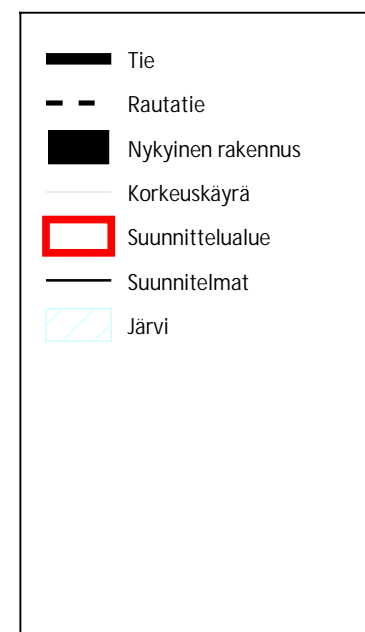 Tie
Rautatie
Nykyinen rakennus
Korkeuskäyrä
Suunnittelualue
Suunnitelmat
Järvi